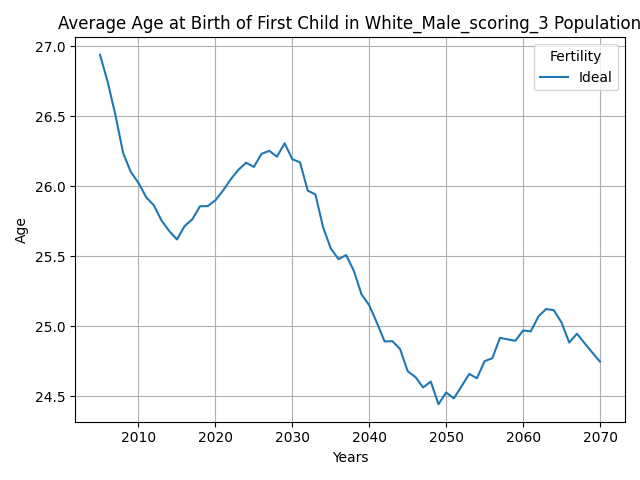 Average Age at Birth of First Child in White_Male_scoring_3 Population
27.0
26.5
26.0
25.5
25.0
24.5
Age
Fertility
Ideal
2010 2020 2030 2040 2050 2060 2070
Years